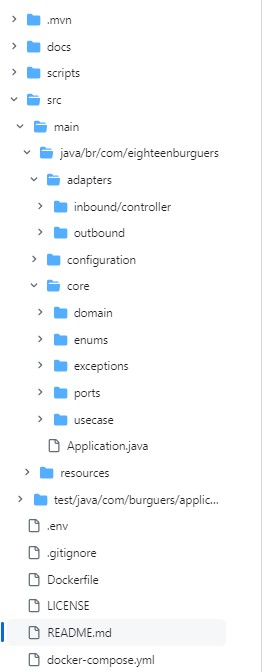 .mvn
docs
scripts
src
main
java/br/com/eighteenburguers
adapters
inbound/controller
outbound
configuration
core
domain
enums
exceptions
ports
usecase
Application.java
resources
test/java/com/burguers/applic...
.env
.gitignore
Dockerfile
LICENSE
README.md
docker-compose.yml